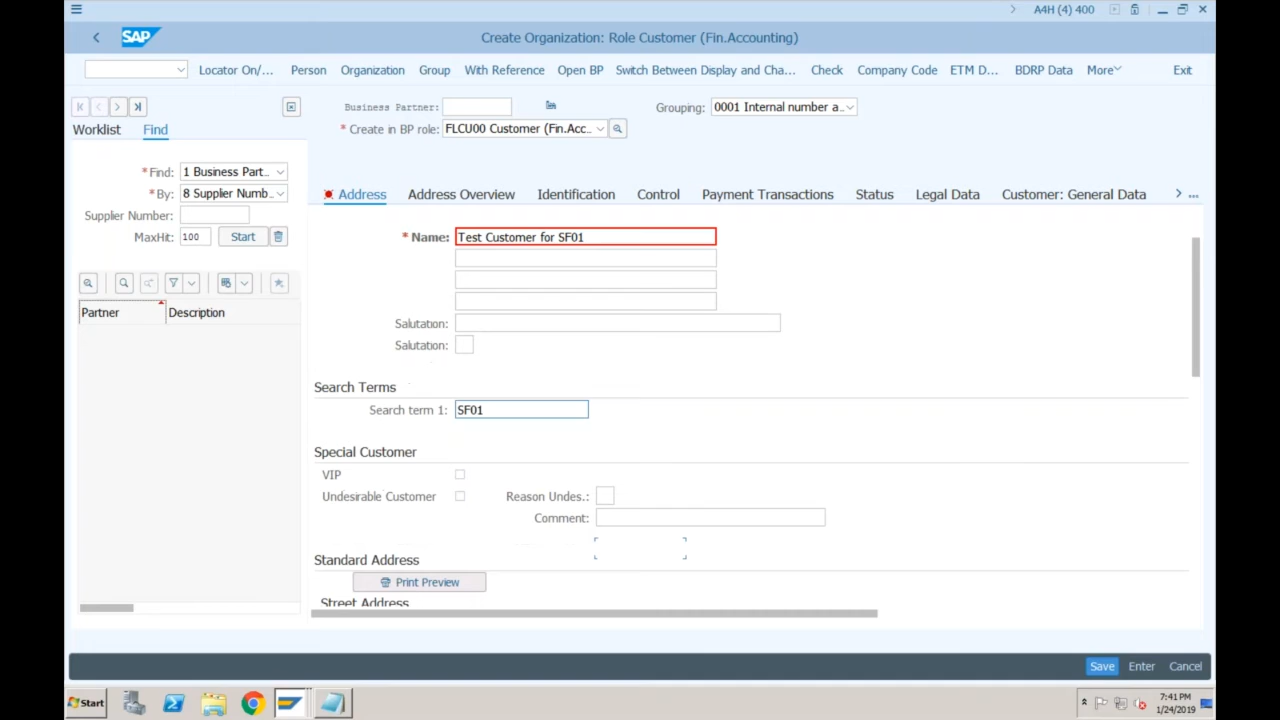 A4H (4) 400
SAP
Create Organization: Role Customer (Fin.Accounting)
Locator On/... Person Organization Group With Reference Open BP Switch Between Display and Cha... Check Company Code ETM D... BDRP Data More Exit
Business Partner: Grouping: 0001 Internal number a..
Worklist Find
* Create in BP role: FLCU00 Customer (Fin.Acc..
* Find: 1 Business Part..
* By: 8 Supplier Numb..
Supplier Number:
MaxHit: 100 Start
Address Address Overview Identification Control Payment Transactions Status Legal Data Customer: General Data ...
* Name: Test Customer for SF01
Partner Description
Salutation:
Salutation:
Search Terms
Search term 1: SF01
Special Customer
VIP
Undesirable Customer Reason Undes.:
Comment:
Standard Address
Print Preview
Street Address
Save Enter Cancel
Start
7:41 PM
1/24/2019